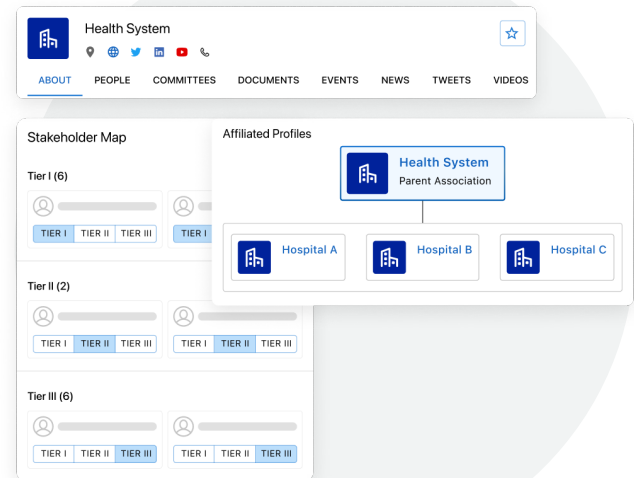 Health System
ABOUT PEOPLE COMMITTEES DOCUMENTS EVENTS NEWS TWEETS VIDEOS
Stakeholder Map
Tier I (6)
TIER I TIER II TIER III TIER I
Affiliated Profiles
Health System
Parent Association
Hospital A Hospital B Hospital C
Tier II (2)
TIER I TIER II TIER III TIER I TIER II TIER III
Tier III (6)
TIER I TIER II TIER III TIER I TIER II TIER III